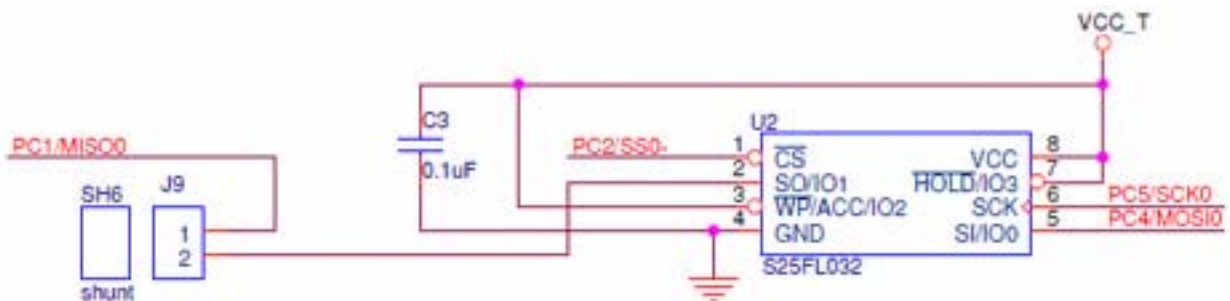 VCC_T
C3
0.1uF
PC1/MISO0
SH6
J9
1
2
shunt
PC2/SS0-
U2
1
2
3
4
CS
SO/IO1
WP/ACC/IO2
GND
VCC
HOLD/IO3
SCK
SI/IO0
8
7
6
5
PC5/SCK0
PC4/MOSI0
S25FL032